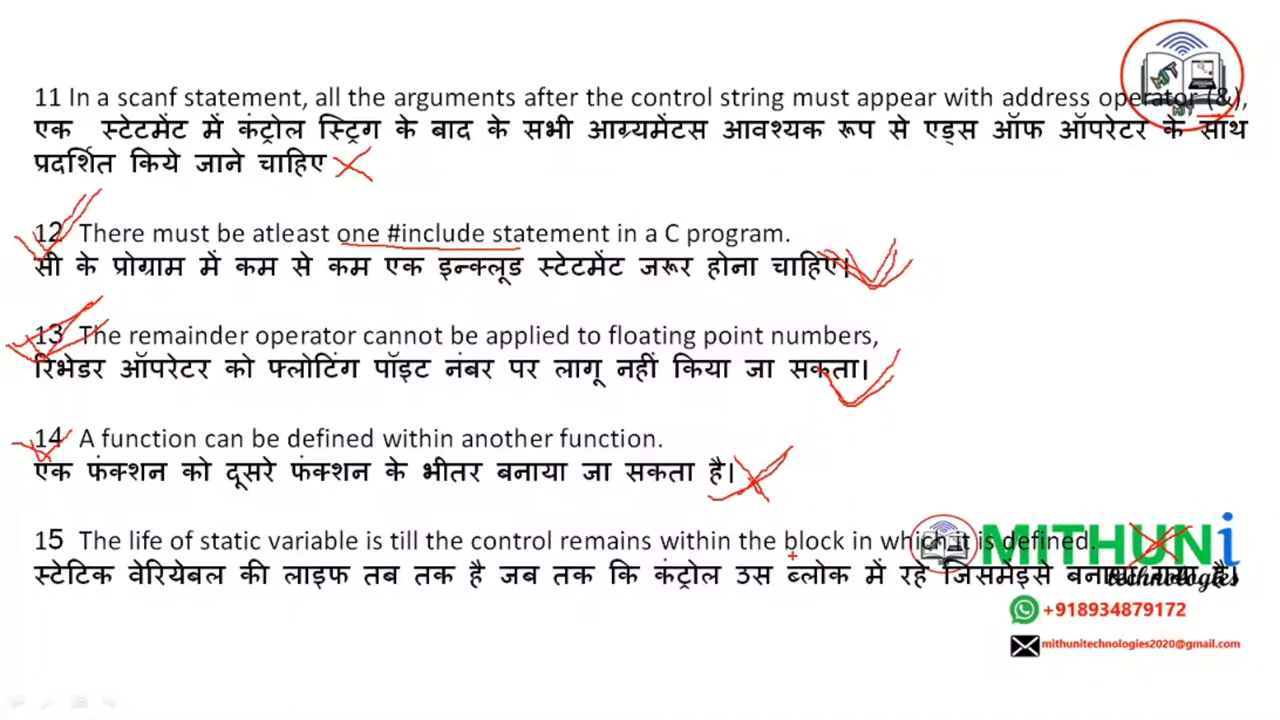 11 In a scanf statement, all the arguments after the control string must appear with address operator (&),
एक स्टेटमेंट में कंट्रोल स्ट्रिग के बाद के सभी आग्र्यमेंटस आवश्यक रूप से एड्स ऑफ ऑपरेटर के साथ
प्रदर्शित किये जाने चाहिए
12 There must be atleast one #include statement in a C program.
सी के प्रोग्राम में कम से कम एक इन्क्लूड स्टेटमेंट जरूर होना चाहिए।
13 The remainder operator cannot be applied to floating point numbers,
रिभेडर ऑपरेटर को फ्लोटिंग पॉइट नंबर पर लागू नहीं किया जा सकता।
14 A function can be defined within another function.
एक फंक्शन को दूसरे फंक्शन के भीतर बनाया जा सकता है।
15 The life of static variable is till the control remains within the block in which it is defined.
स्टेटिक वेरियेबल की लाइफ तब तक है जब तक कि कंट्रोल उस ब्लोक में रहे जिसमेइसे बनाया गया है।
MITHUNi
technologies
+918934879172
mithunitechnologies2020@gmail.com